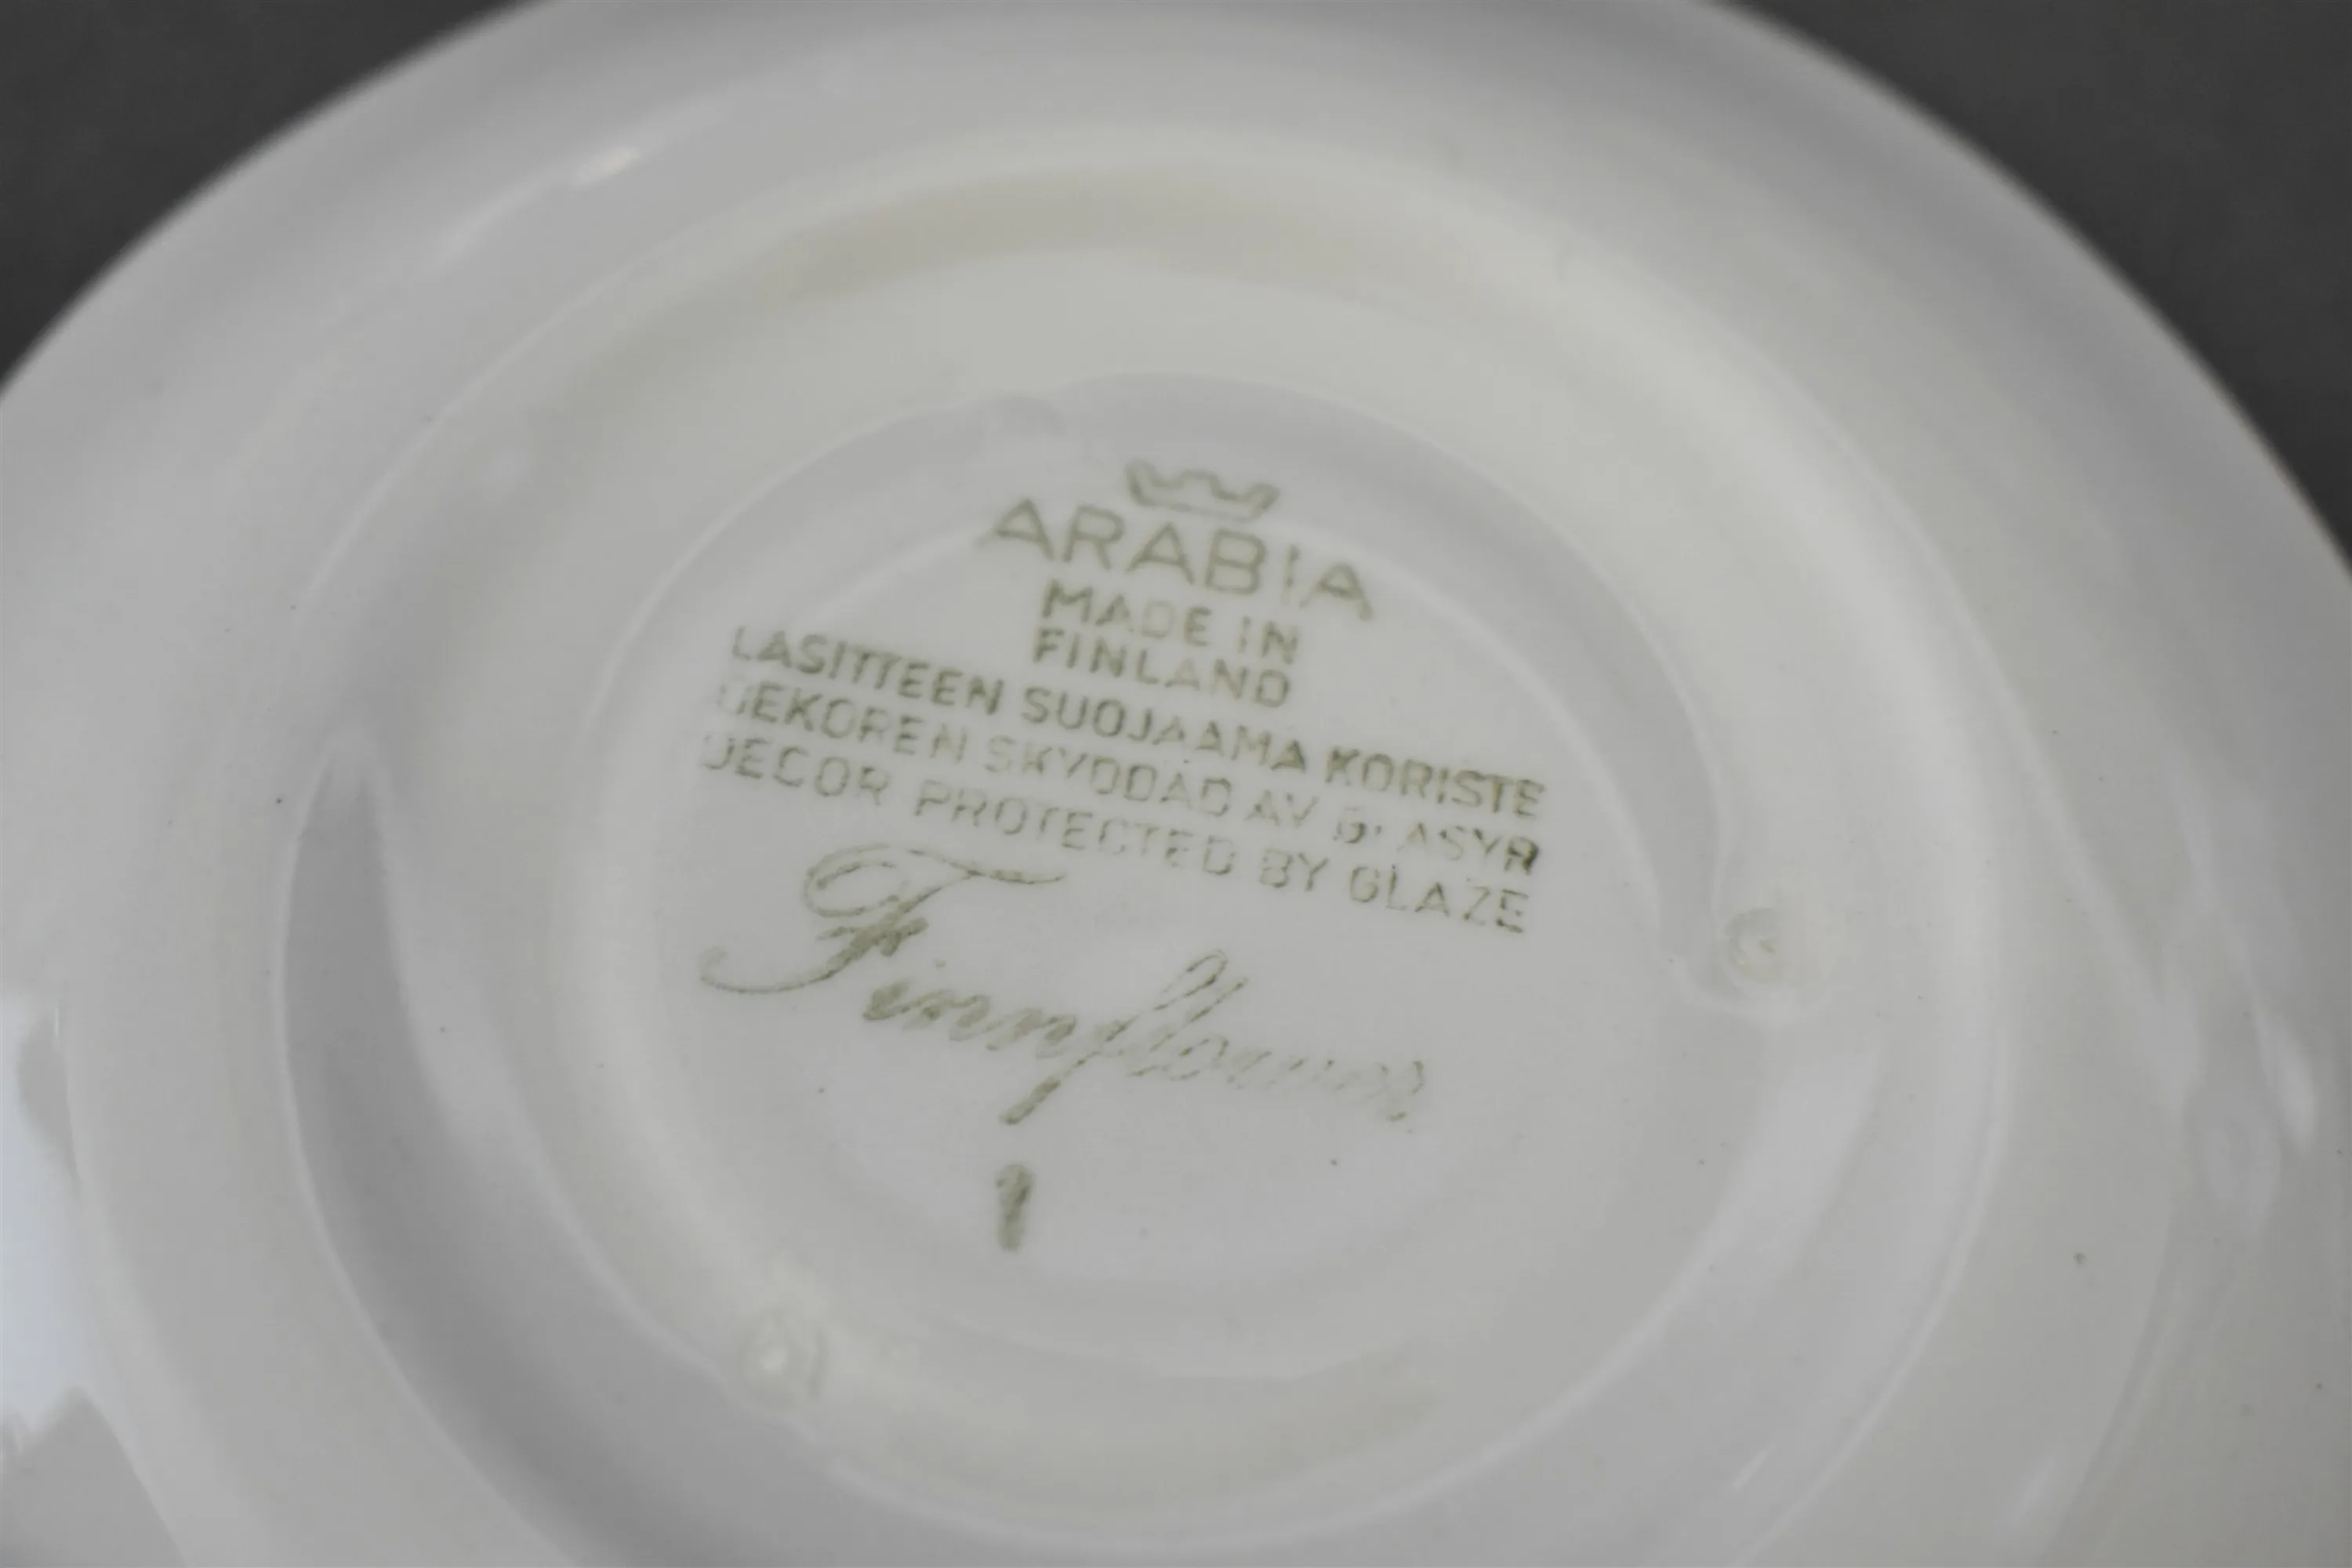 ARABIA
MADE IN
FINLAND
LASITTEEN SUOJAAMA KORISTE
DEKOREN SKYDDAD AV GLASYR
DECOR PROTECTED BY GLAZE
Finnflower
1